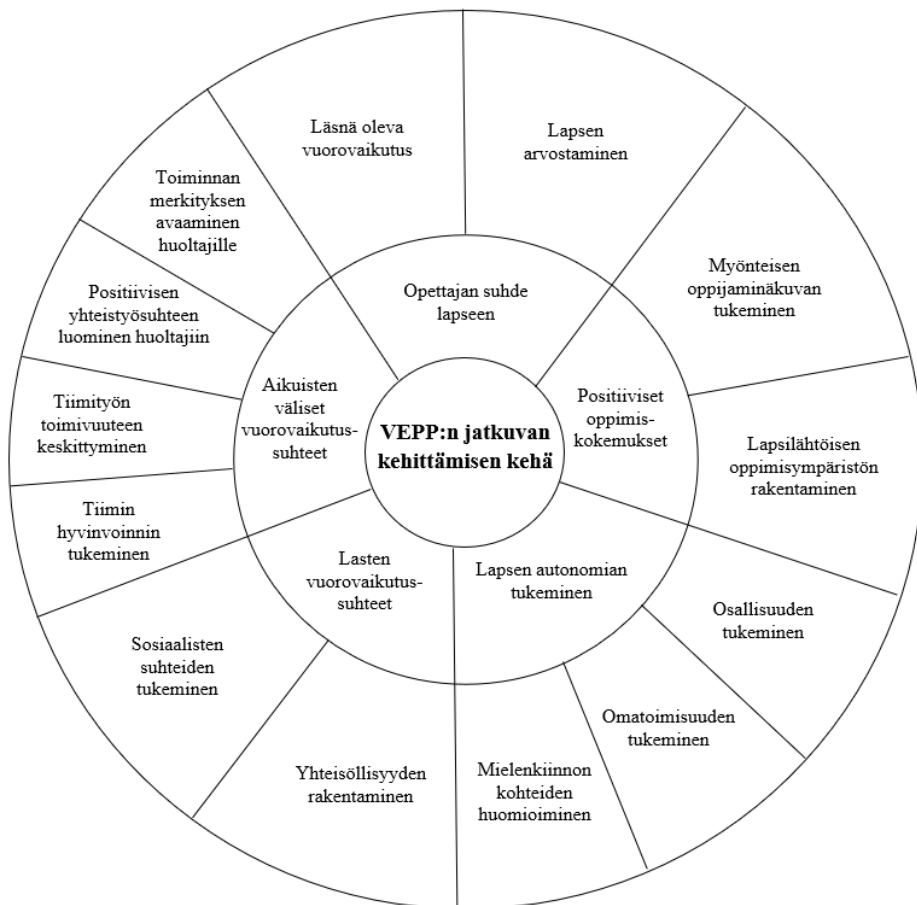 Läsnä oleva
vuorovaikutus
Lapsen
arvostaminen
Toiminnan
merkityksen
avaaminen
huoltajille
Myönteisen
oppijaminäkuvan
tukeminen
Positiivisen
yhteistyösuhteen
luominen huoltajiin
Opettajan suhde
lapseen
Aikuisten
väliset
vuorovaikutus-
suhteet
Positiiviset
oppimis-
kokemukset
Tiimityön
toimivuuteen
keskittyminen
VEPP:n jatkuvan
kehittämisen kehä
Lapsilähtöisen
oppimisympäristön
rakentaminen
Tiimin
hyvinvoinnin
tukeminen
Lasten
vuorovaikutus-
suhteet
Lapsen autonomian
tukeminen
Osallisuuden
tukeminen
Sosiaalisten
suhteiden
tukeminen
Omatoimisuuden
tukeminen
Yhteisöllisyyden
rakentaminen
Mielenkiinnon
kohteiden
huomioiminen